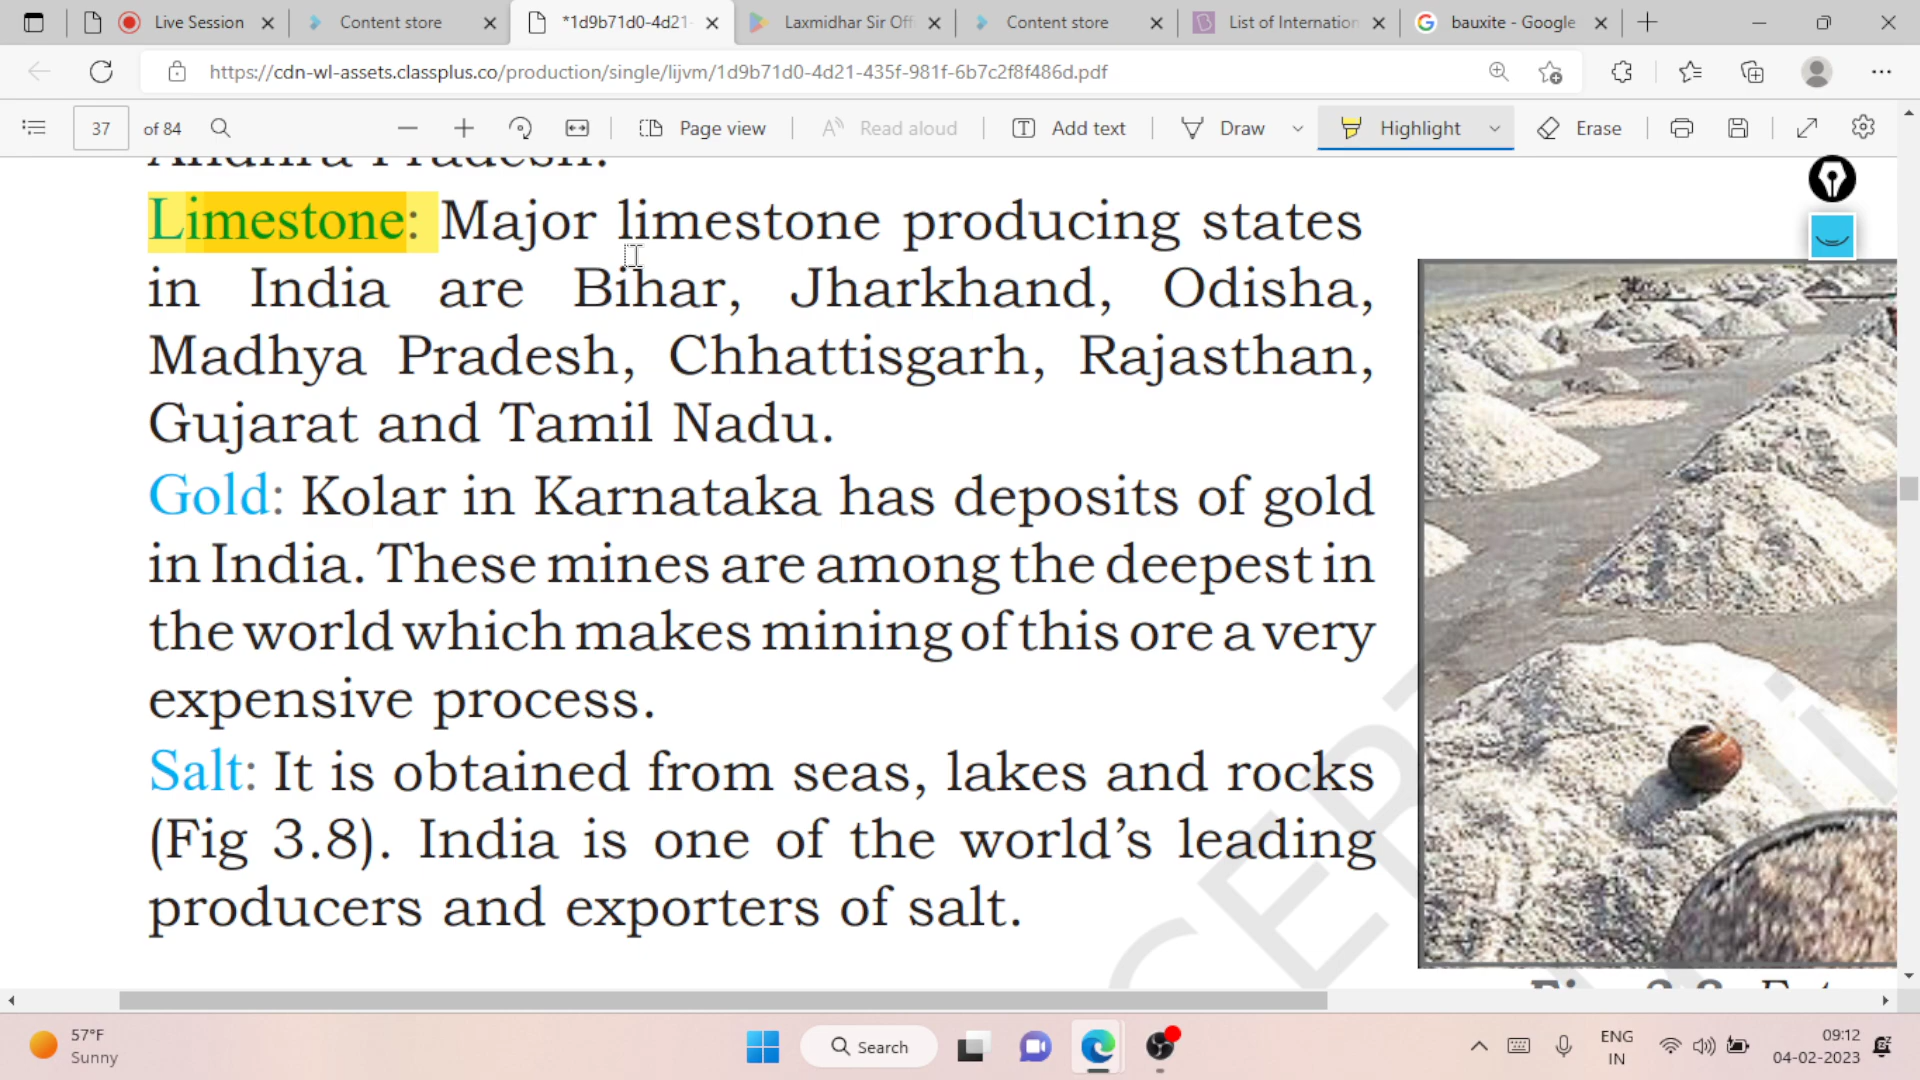 Live Session
Content store
*1d9b71d0-4d21-
Laxmidhar Sir Off
Content store
List of Internation
bauxite - Google
https://cdn-wl-assets.classplus.co/production/single/lijvm/1d9b71d0-4d21-435f-981f-6b7c2f8f486d.pdf
37 of 84
Page view
Read aloud
Add text
Draw
Highlight
Erase
Andhra Pradesh.
Limestone: Major limestone producing states
in India are Bihar, Jharkhand, Odisha,
Madhya Pradesh, Chhattisgarh, Rajasthan,
Gujarat and Tamil Nadu.
Gold: Kolar in Karnataka has deposits of gold
in India. These mines are among the deepest in
the world which makes mining of this ore a very
expensive process.
Salt: It is obtained from seas, lakes and rocks
(Fig 3.8). India is one of the world's leading
producers and exporters of salt.
57°F
Sunny
Search
ENG
IN
09:12
04-02-2023